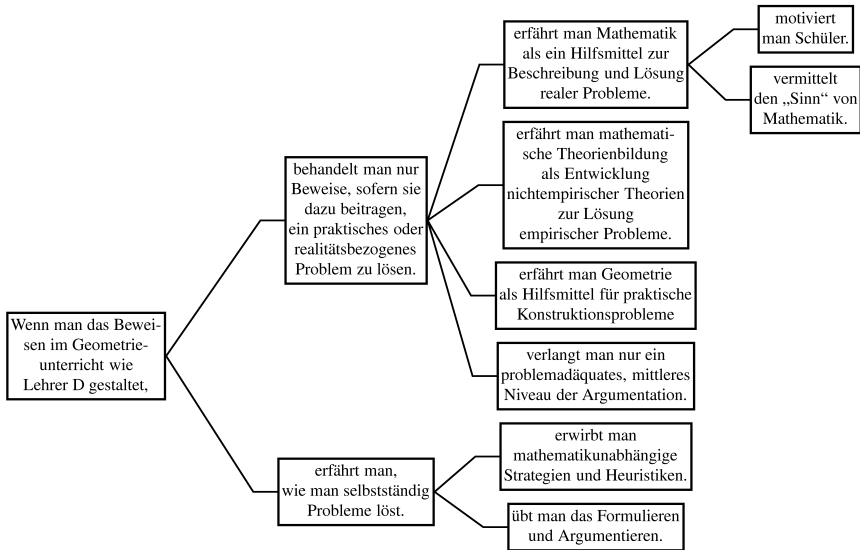 Wenn man das Bewei-
sen im Geometrie-
unterricht wie
Lehrer D gestaltet,
behandelt man nur
Beweise, sofern sie
dazu beitragen,
ein praktisches oder
realitätsbezogenes
Problem zu lösen.
erfährt man Mathematik
als ein Hilfsmittel zur
Beschreibung und Lösung
realer Probleme.
motiviert
man Schüler.
vermittelt
den „Sinn“ von
Mathematik.
erfährt man mathemati-
sche Theorienbildung
als Entwicklung
nichtempirischer Theorien
zur Lösung
empirischer Probleme.
erfährt man Geometrie
als Hilfsmittel für praktische
Konstruktionsprobleme
verlangt man nur ein
problemadäquates, mittleres
Niveau der Argumentation.
erfährt man,
wie man selbstständig
Probleme löst.
erwirbt man
mathematikunabhängige
Strategien und Heuristiken.
übt man das Formulieren
und Argumentieren.